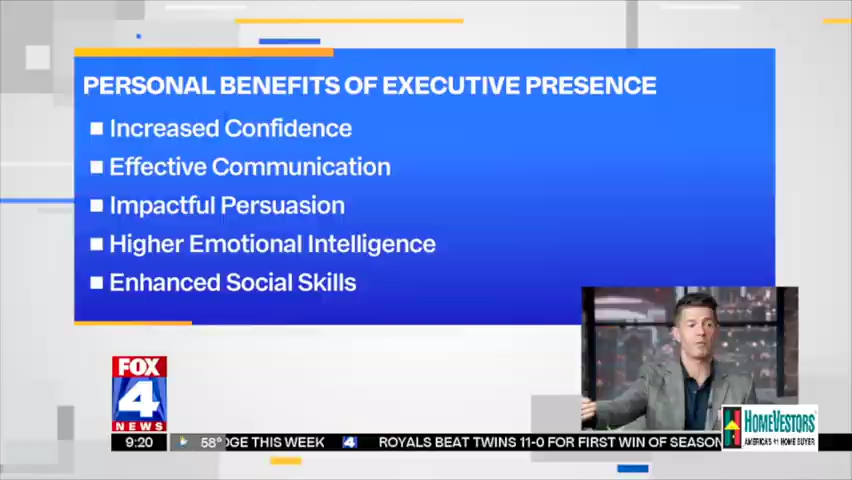 PERSONAL BENEFITS OF EXECUTIVE PRESENCE
Increased Confidence
Effective Communication
Impactful Persuasion
Higher Emotional Intelligence
Enhanced Social Skills
FOX
4
NEWS
HOMEVESTORS®
AMERICA'S #1 HOME BUYER
9:20 58° DGE THIS WEEK 4 ROYALS BEAT TWINS 11-0 FOR FIRST WIN OF SEASON